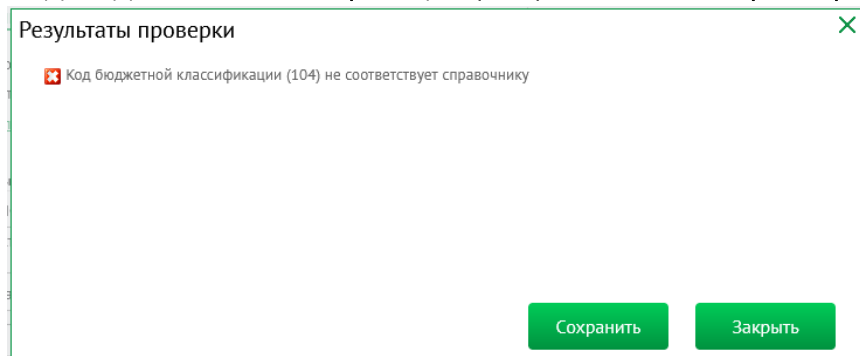 Результаты проверки
Код бюджетной классификации (104) не соответствует справочнику
Сохранить
Закрыть